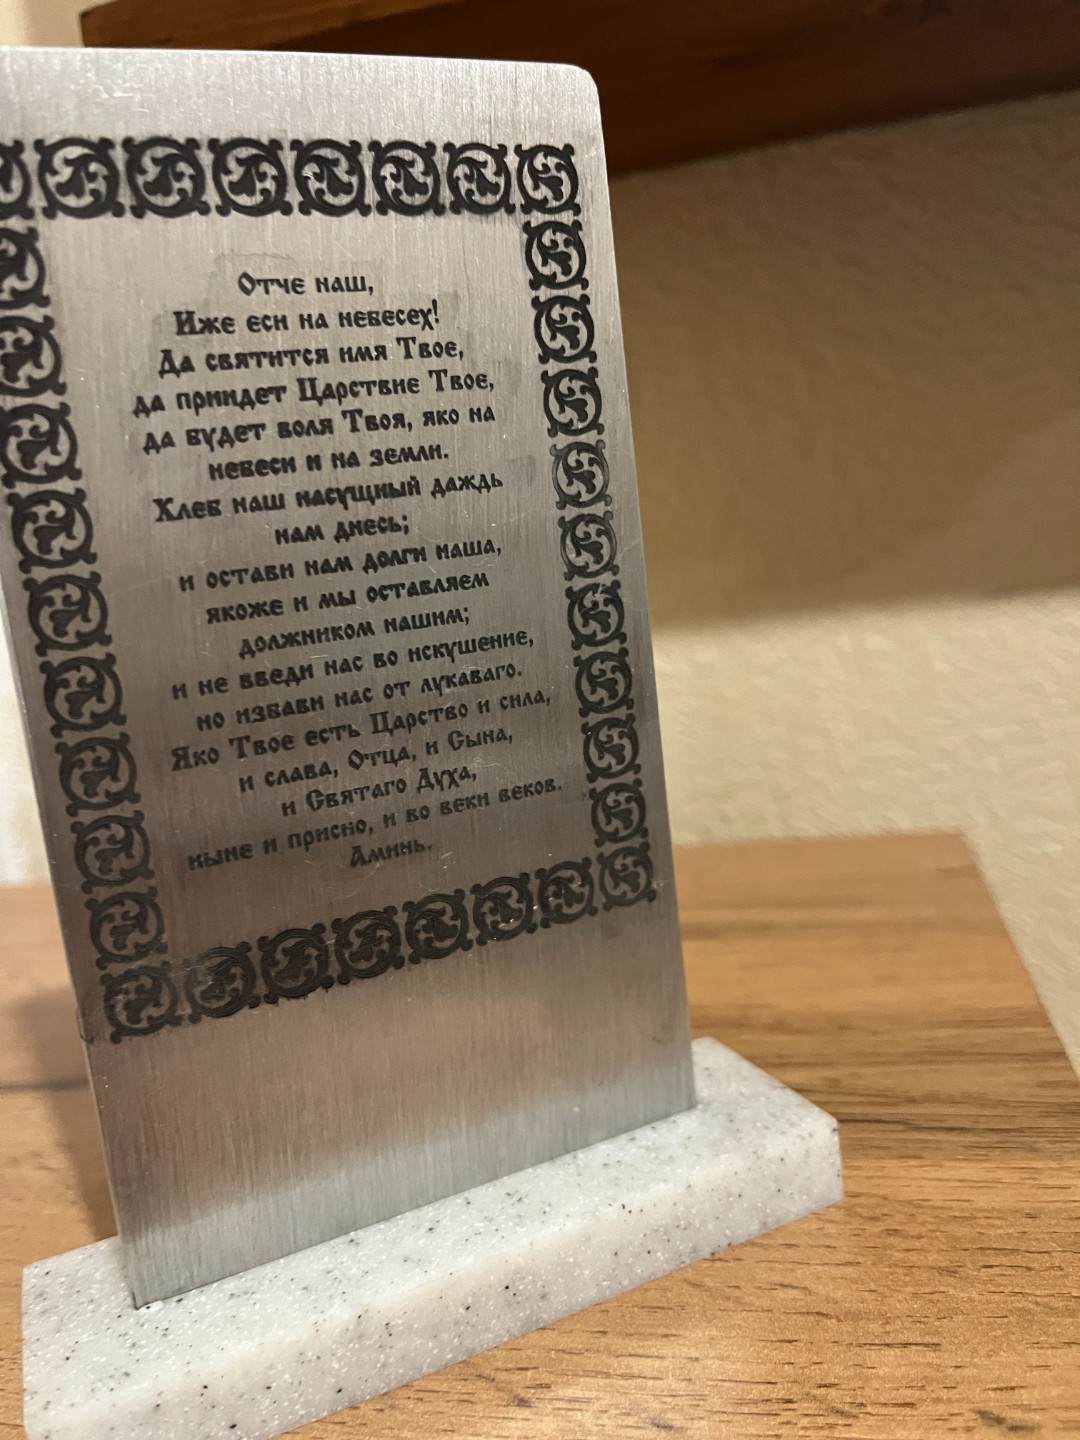 Отче наш,
Иже еси на небесех!
Да святится имя Твое,
да приидет Царствие Твое,
да будет воля Твоя, яко на
небеси и на земли.
Хлеб наш насущный даждь
нам днесь;
и остави нам долги наша,
якоже и мы оставляем
должником нашим;
и не введи нас во искушение,
но избави нас от лукаваго.
Яко Твое есть Царство и сила,
и слава, Отца, и Сына,
и Святаго Духа,
ныне и присно, и во веки веков.
Аминь.